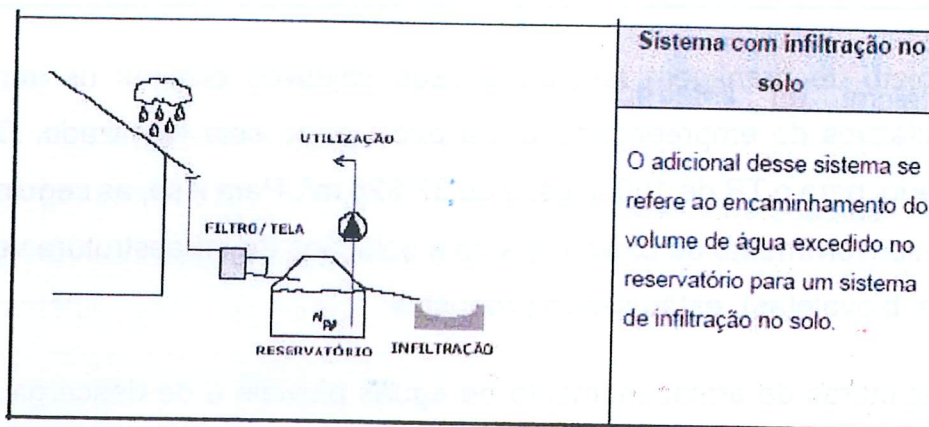 Sistema com infiltração no
solo
UTILIZAÇÃO
FILTRO/TELA
RESERVATÓRIO
INFILTRAÇÃO
O adicional desse sistema se
refere ao encaminhamento do
volume de água excedido no
reservatório para um sistema
de infiltração no solo.